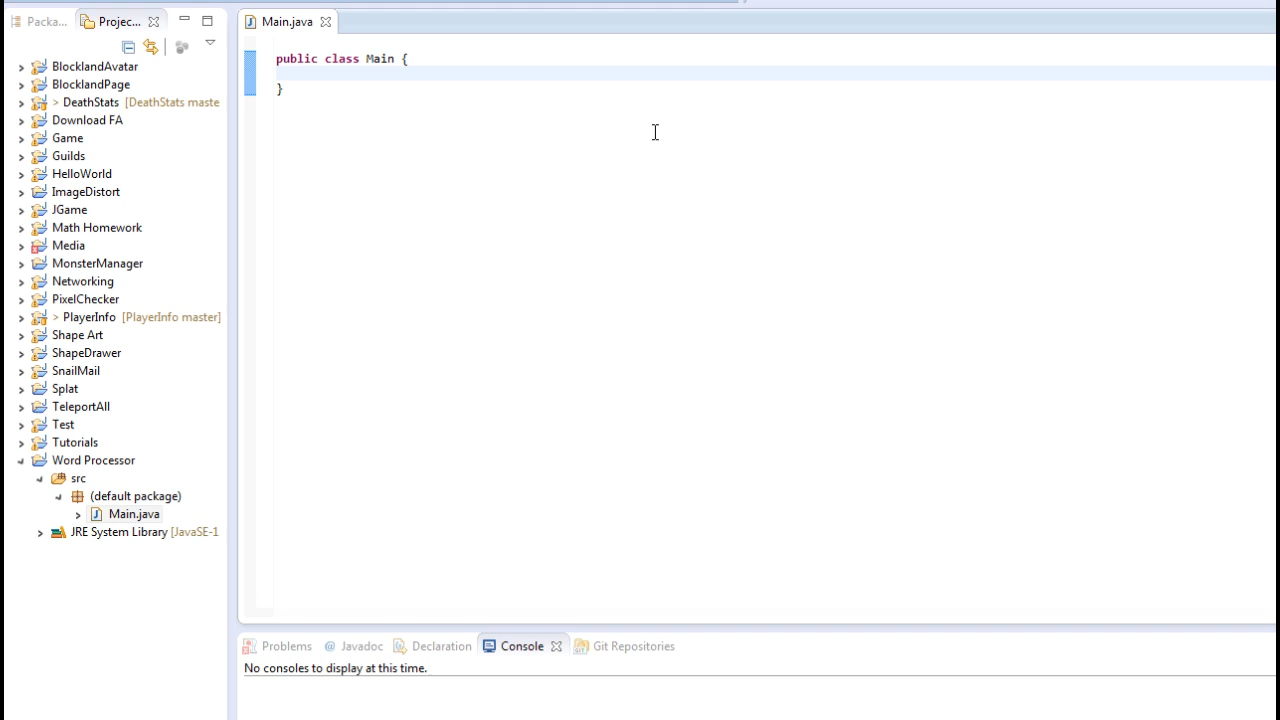 Packa...
Projec...
BlocklandAvatar
BlocklandPage
> DeathStats [DeathStats maste
Download FA
Game
Guilds
HelloWorld
ImageDistort
JGame
Math Homework
Media
MonsterManager
Networking
PixelChecker
> PlayerInfo [PlayerInfo master]
Shape Art
ShapeDrawer
SnailMail
Splat
TeleportAll
Test
Tutorials
Word Processor
src
(default package)
Main.java
JRE System Library [JavaSE-1
Main.java
public class Main {
}
Problems @ Javadoc Declaration Console Git Repositories
No consoles to display at this time.